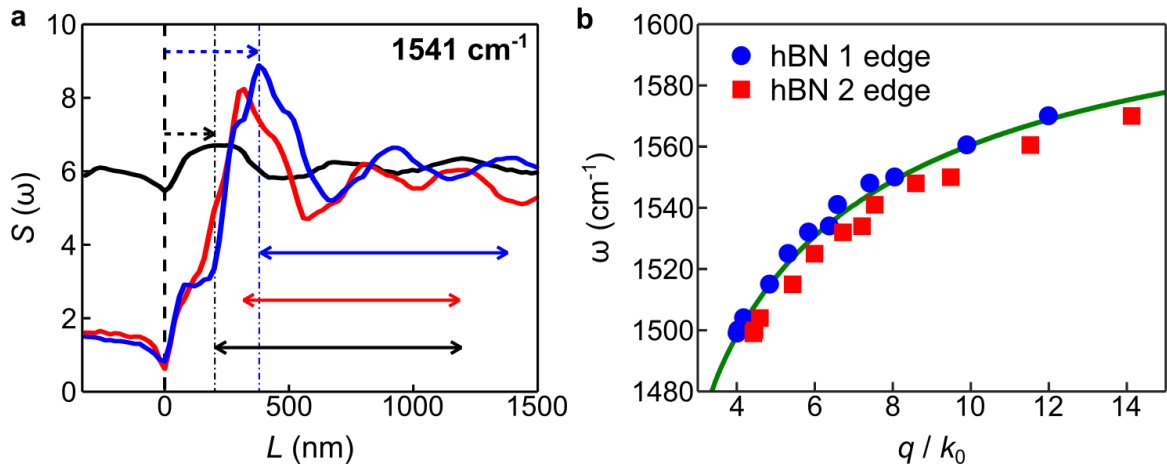 a
1541 cm⁻¹
10
8
6
4
2
0
S (ω)
0 500 1000 1500
L (nm)
b
hBN 1 edge
hBN 2 edge
1600
1580
1560
1540
1520
1500
1480
ω (cm⁻¹)
4 6 8 10 12 14
q / k₀